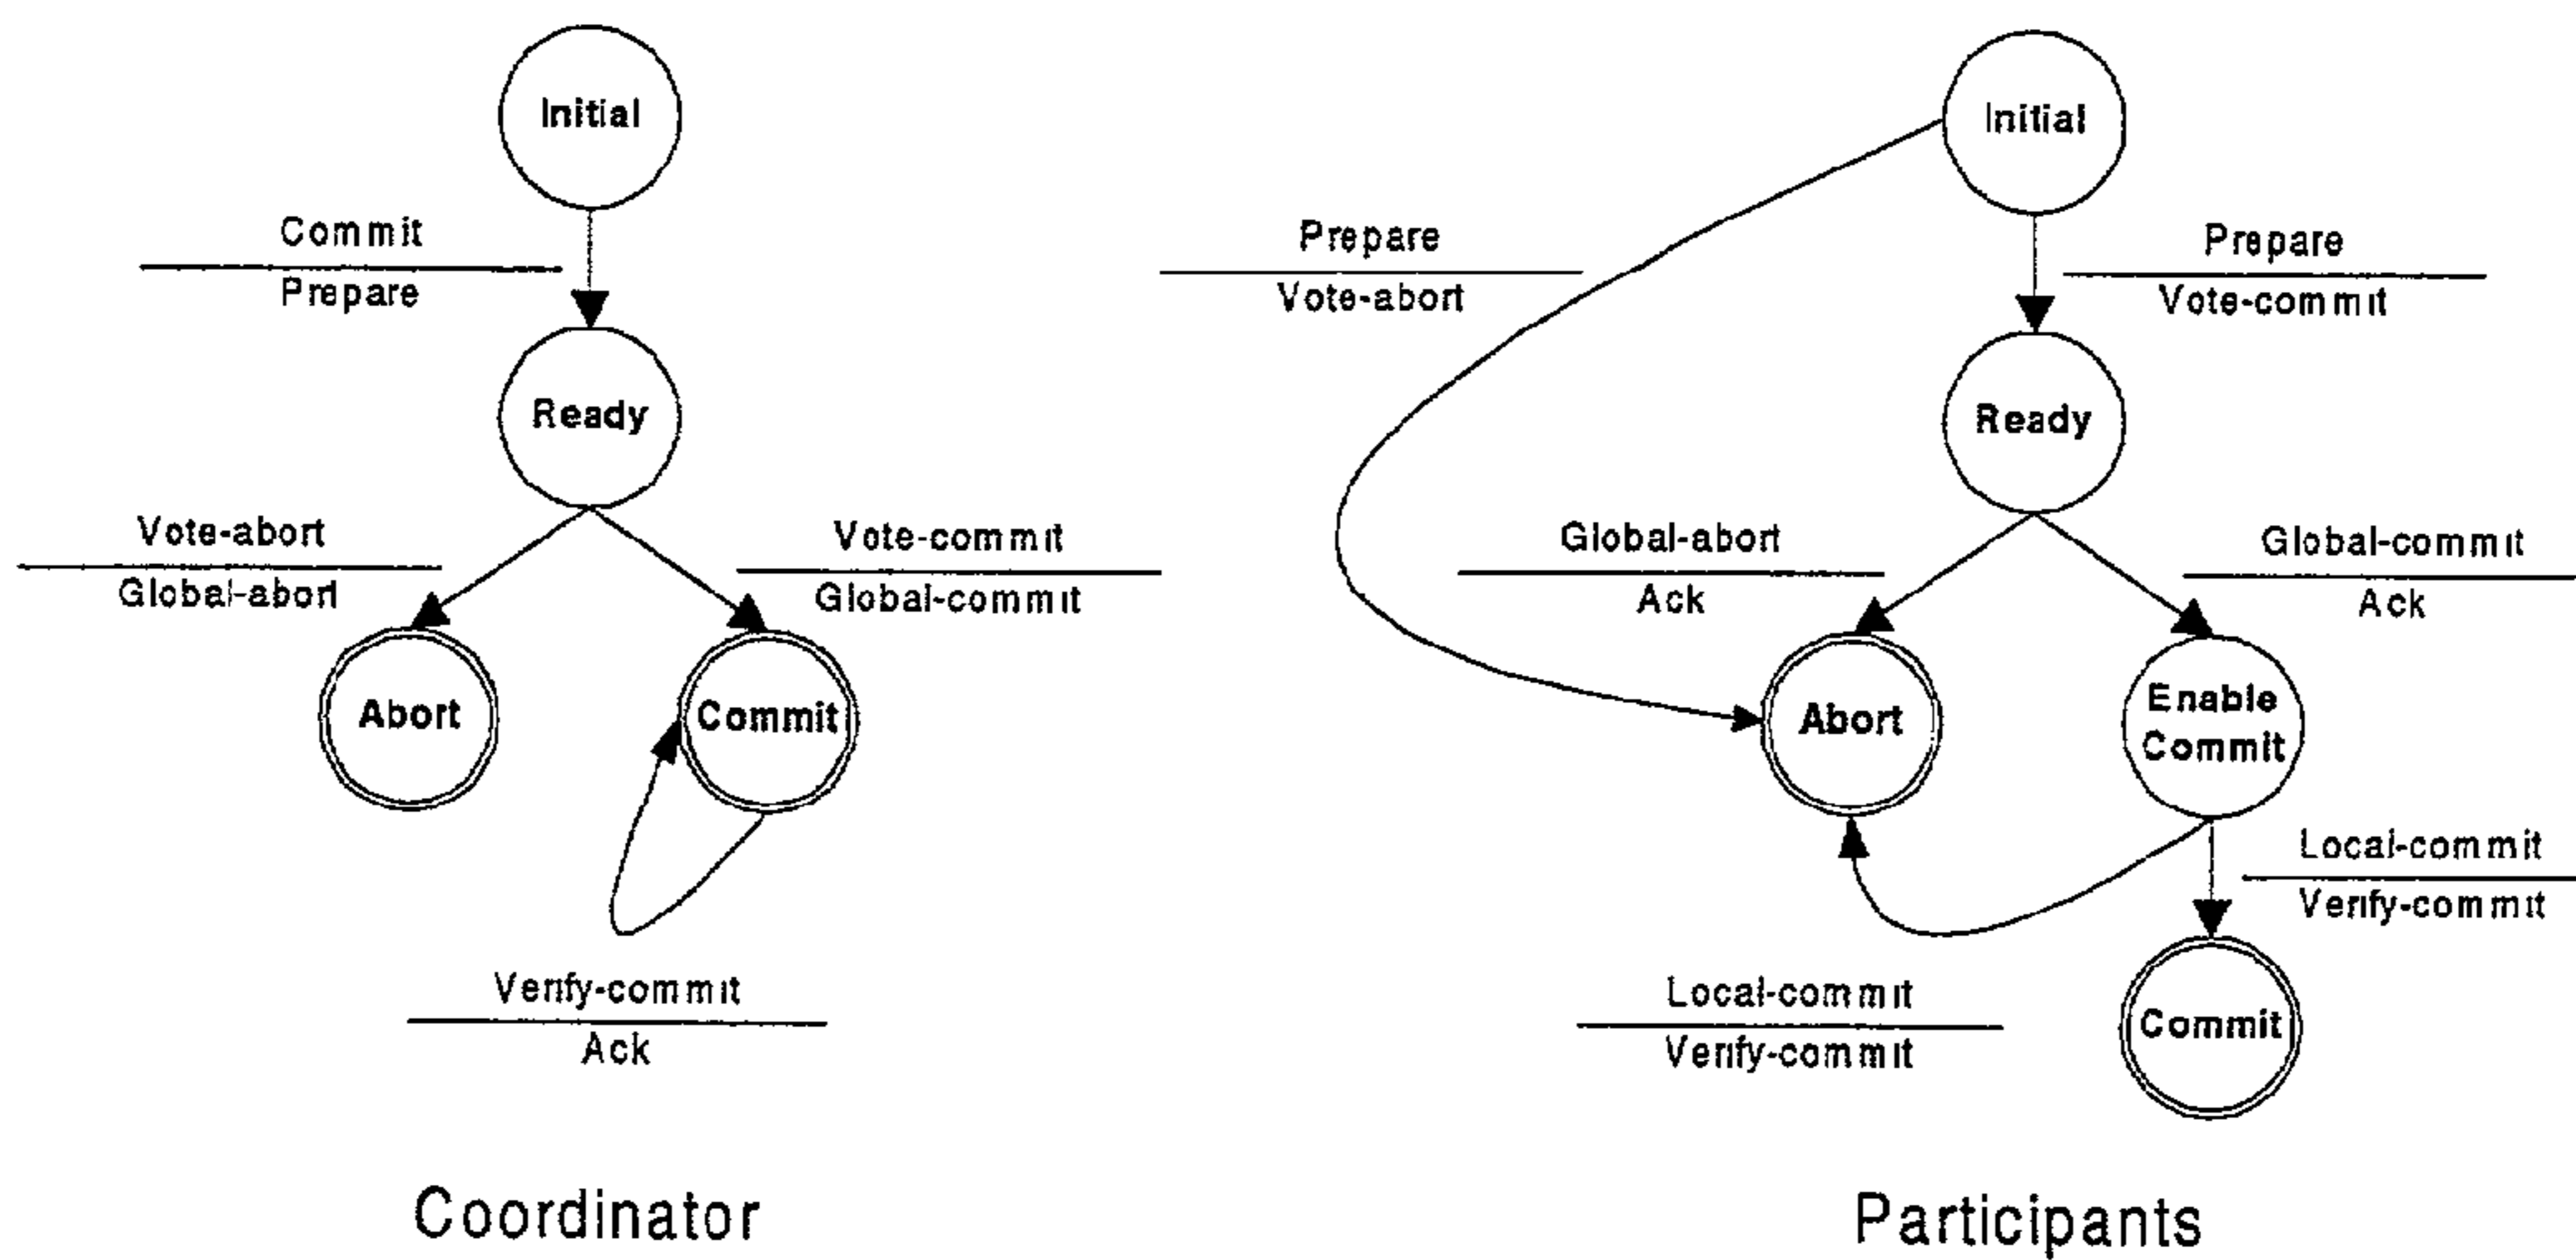 Initial
Commit
Prepare
Ready
Vote-abort
Global-abort
Vote-commit
Global-commit
Abort
Commit
Verify-commit
Ack
Coordinator
Initial
Prepare
Vote-abort
Prepare
Vote-commit
Ready
Global-abort
Ack
Global-commit
Ack
Abort
Enable
Commit
Local-commit
Verify-commit
Local-commit
Verify-commit
Commit
Participants